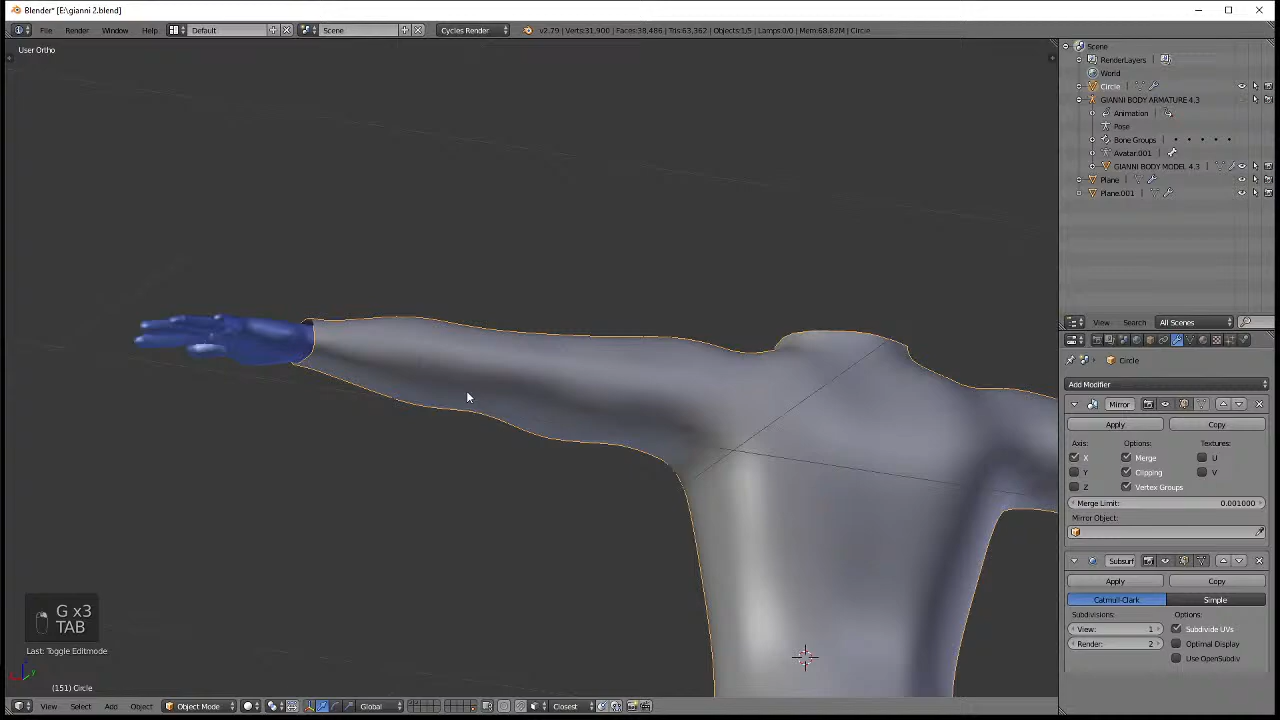 Blender* [E:\gianni 2.blend]
File Render Window Help Default Scene Cycles Render v2.79 | Verts:31,900 | Faces:38,486 | Tris:63,362 | Objects:1/5 | Lamps:0/0 | Mem:68.82M | Circle
User Ortho
Scene
RenderLayers
World
Circle
GIANNI BODY ARMATURE 4.3
Animation
Pose
Bone Groups
Avatar.001
GIANNI BODY MODEL 4.3
Plane
Plane.001
View Search All Scenes
Circle
Add Modifier
Mirror
Apply Copy
Axis: Options: Textures:
X Merge U
Y Clipping V
Z Vertex Groups
Merge Limit: 0.001000
Mirror Object:
Subsurf
Apply Copy
Catmull-Clark Simple
Subdivisions: Options:
View: 1 Subdivide UVs
Render: 2 Optimal Display
Use OpenSubdiv
G x3
TAB
Last: Toggle Editmode
(151) Circle
View Select Add Object Object Mode Global Closest